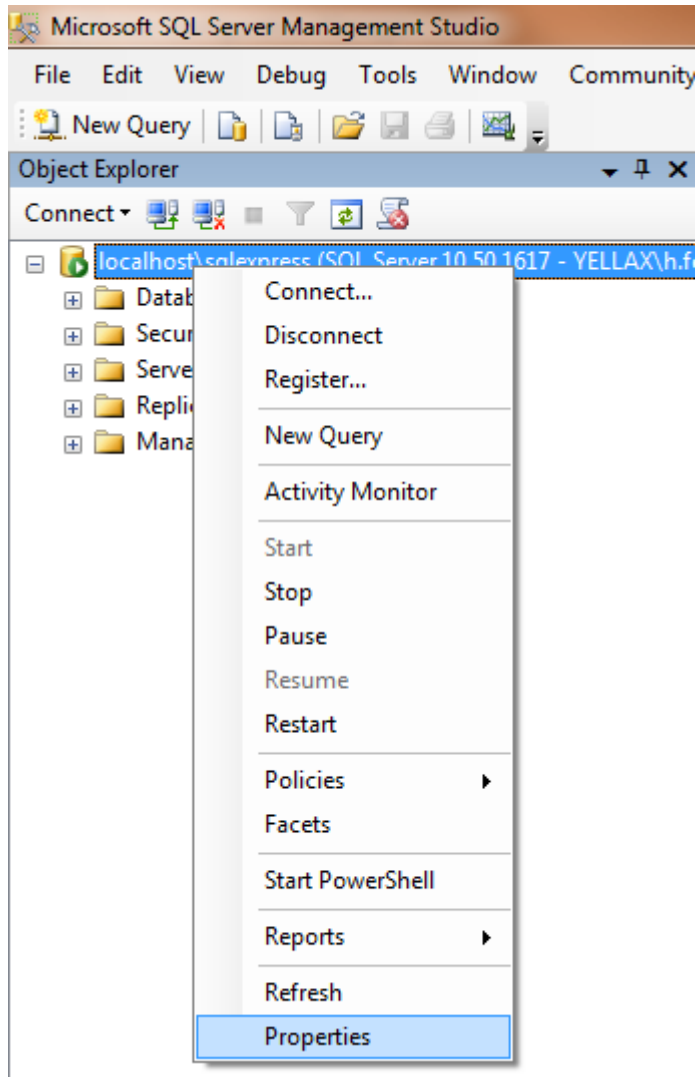 Microsoft SQL Server Management Studio
File Edit View Debug Tools Window Community
New Query
Object Explorer
Connect
localhost\sqlexpress (SQL Server 10.50.1617 - YELLAX\h.f
Connect...
Disconnect
Register...
New Query
Activity Monitor
Start
Stop
Pause
Resume
Restart
Policies
Facets
Start PowerShell
Reports
Refresh
Properties
Datab
Secur
Serve
Repli
Mana